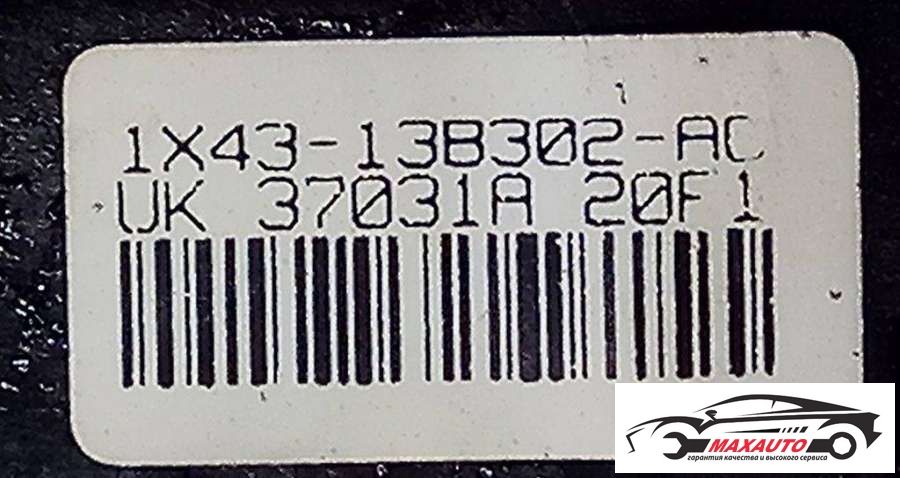 1X43-13B302-AC
UK 37031A 20F1
MAXAUTO
гарантия качества и высокого сервиса